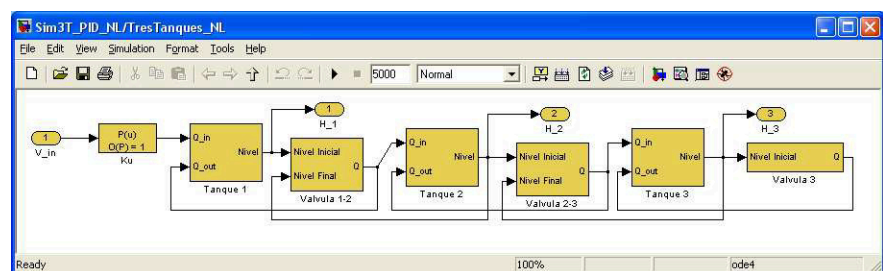 Sim3T_PID_NL/TresTanques_NL
File Edit View Simulation Format Tools Help
5000 Normal
1
V_in
P(u)
O(P) = 1
Ku
Q_in
Q_out
Nivel
Tanque 1
1
H_1
Nivel Inicial
Nivel Final
Q
Valvula 1-2
Q_in
Q_out
Nivel
Tanque 2
2
H_2
Nivel Inicial
Nivel Final
Q
Valvula 2-3
Q_in
Q_out
Nivel
Tanque 3
3
H_3
Nivel Inicial
Q
Valvula 3
Ready 100% ode4